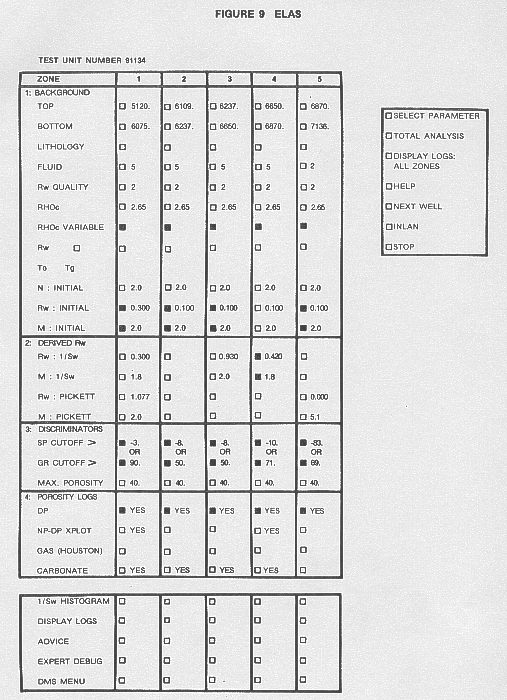 FIGURE 9 ELAS
TEST UNIT NUMBER 91134
ZONE 1 2 3 4 5
1: BACKGROUND
TOP 5120. 6109. 6237. 6650. 6870.
BOTTOM 6075. 6237. 6650. 6870. 7136.
LITHOLOGY
FLUID 5 5 5 5 2
Rw QUALITY 2 2 2 2 2
RHOc 2.65 2.65 2.65 2.65 2.65
RHOc VARIABLE
Rw
To Tg
N : INITIAL 2.0 2.0 2.0 2.0 2.0
Rw : INITIAL 0.300 0.100 0.100 0.100 0.100
M : INITIAL 2.0 2.0 2.0 2.0 2.0
2: DERIVED Rw
Rw : 1/Sw 0.300 0.930 0.420
M : 1/Sw 1.8 2.0 1.8
Rw : PICKETT 1.077 0.000
M : PICKETT 2.0 5.1
3: DISCRIMINATORS
SP CUTOFF > -3. -8. -8. -10. -83.
OR OR OR OR OR
GR CUTOFF > 90. 50. 50. 71. 89.
MAX. POROSITY 40. 40. 40. 40. 40.
4: POROSITY LOGS
DP YES YES YES YES YES
NP-DP XPLOT YES YES
GAS (HOUSTON)
CARBONATE YES YES YES YES
1/Sw HISTOGRAM
DISPLAY LOGS
ADVICE
EXPERT DEBUG
DMS MENU
SELECT PARAMETER
TOTAL ANALYSIS
DISPLAY LOGS:
ALL ZONES
HELP
NEXT WELL
INLAN
STOP